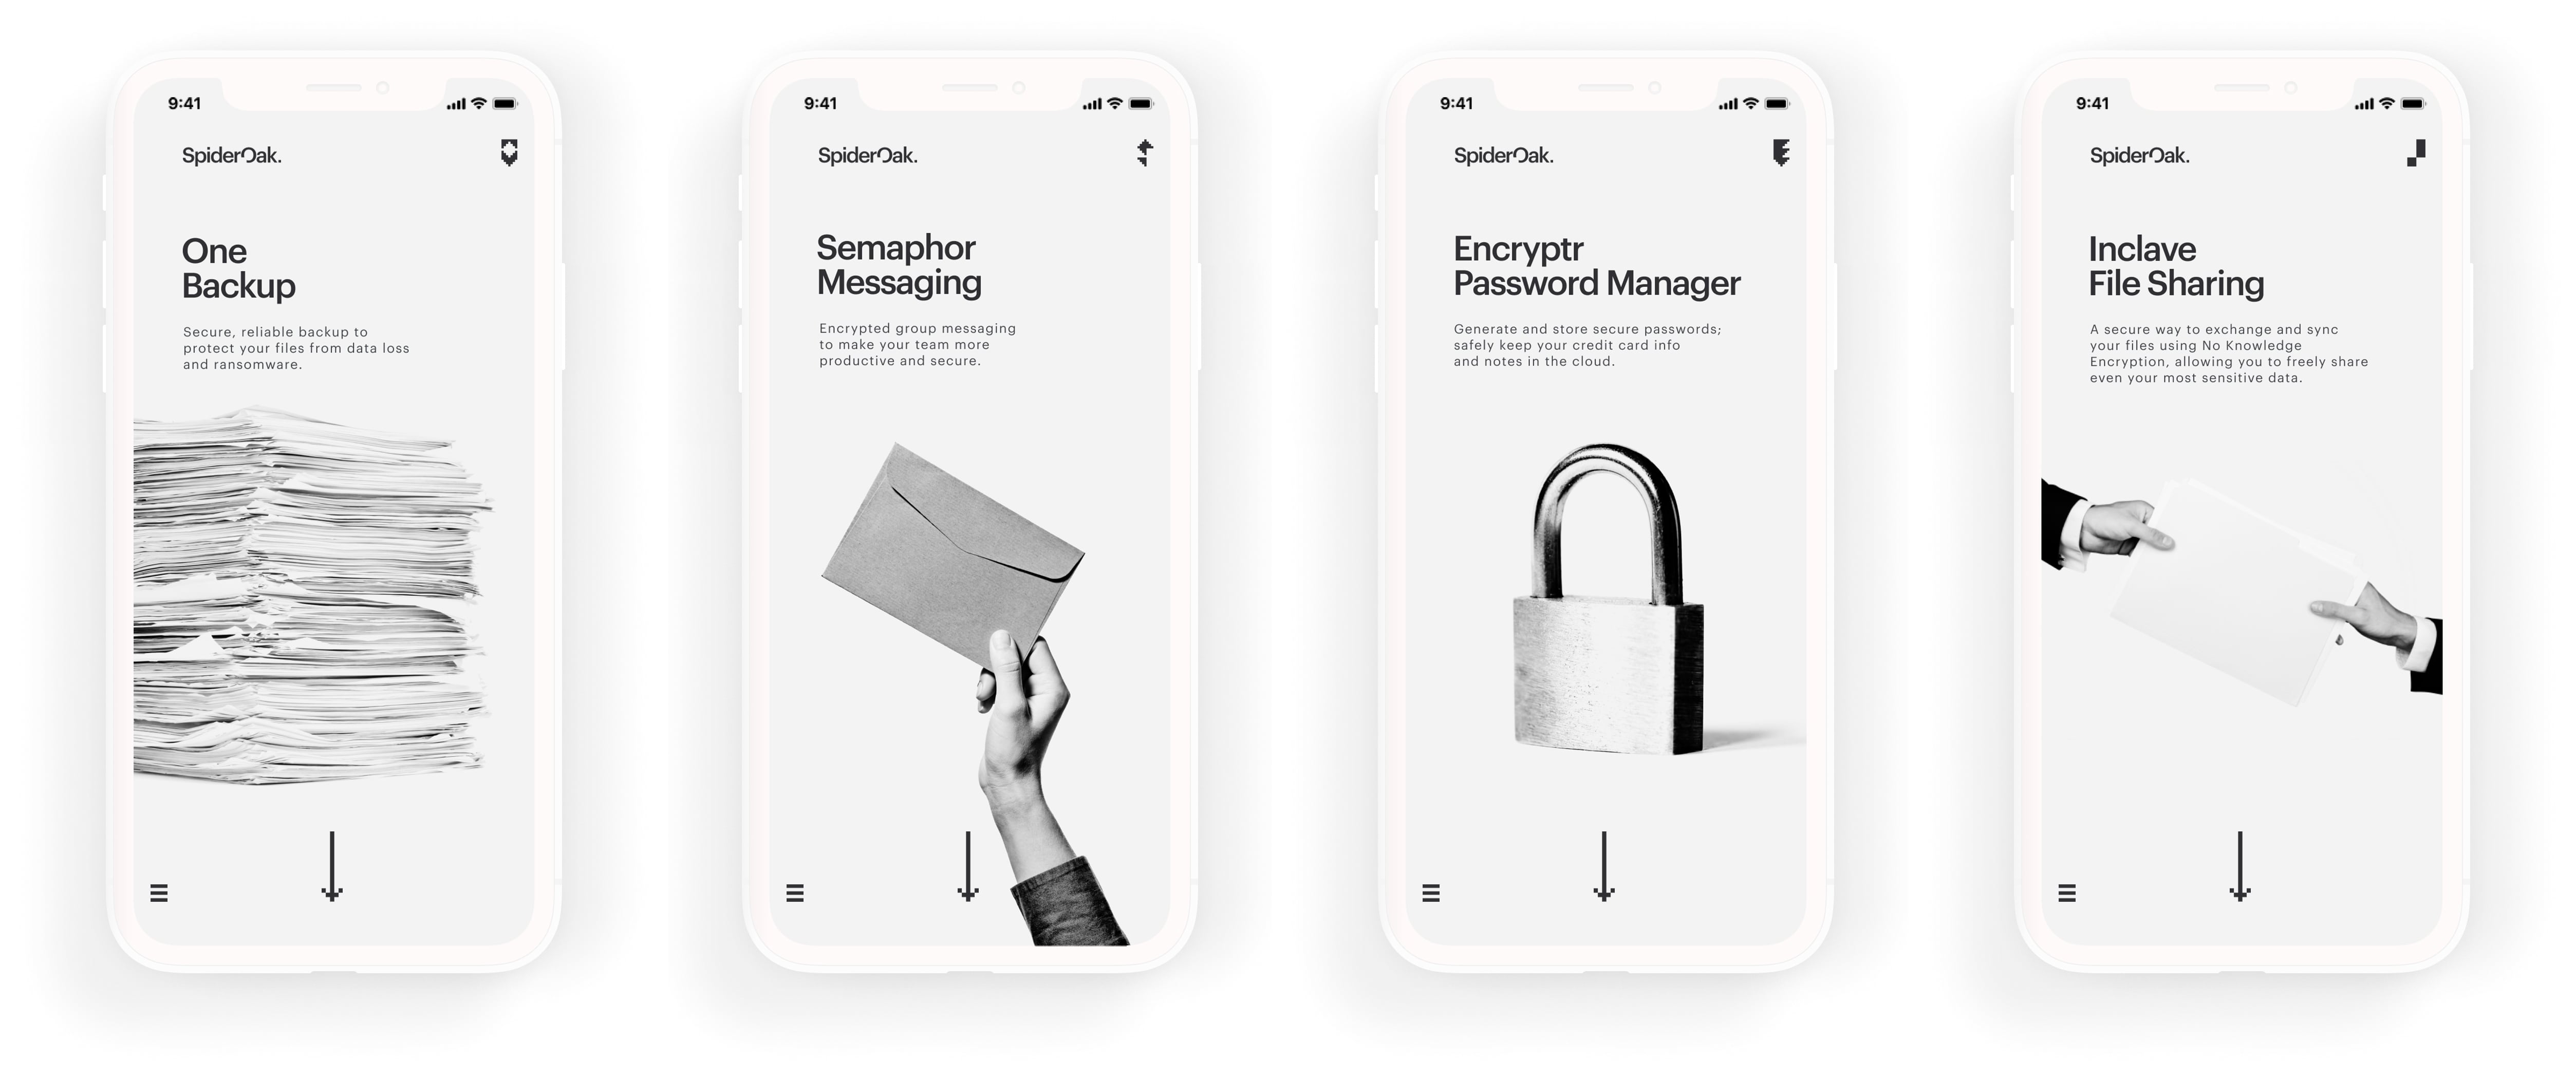 9:41
SpiderOak.
One
Backup
Secure, reliable backup to
protect your files from data loss
and ransomware.
9:41
SpiderOak.
Semaphor
Messaging
Encrypted group messaging
to make your team more
productive and secure.
9:41
SpiderOak.
Encryptr
Password Manager
Generate and store secure passwords;
safely keep your credit card info
and notes in the cloud.
9:41
SpiderOak.
Inclave
File Sharing
A secure way to exchange and sync
your files using No Knowledge
Encryption, allowing you to freely share
even your most sensitive data.